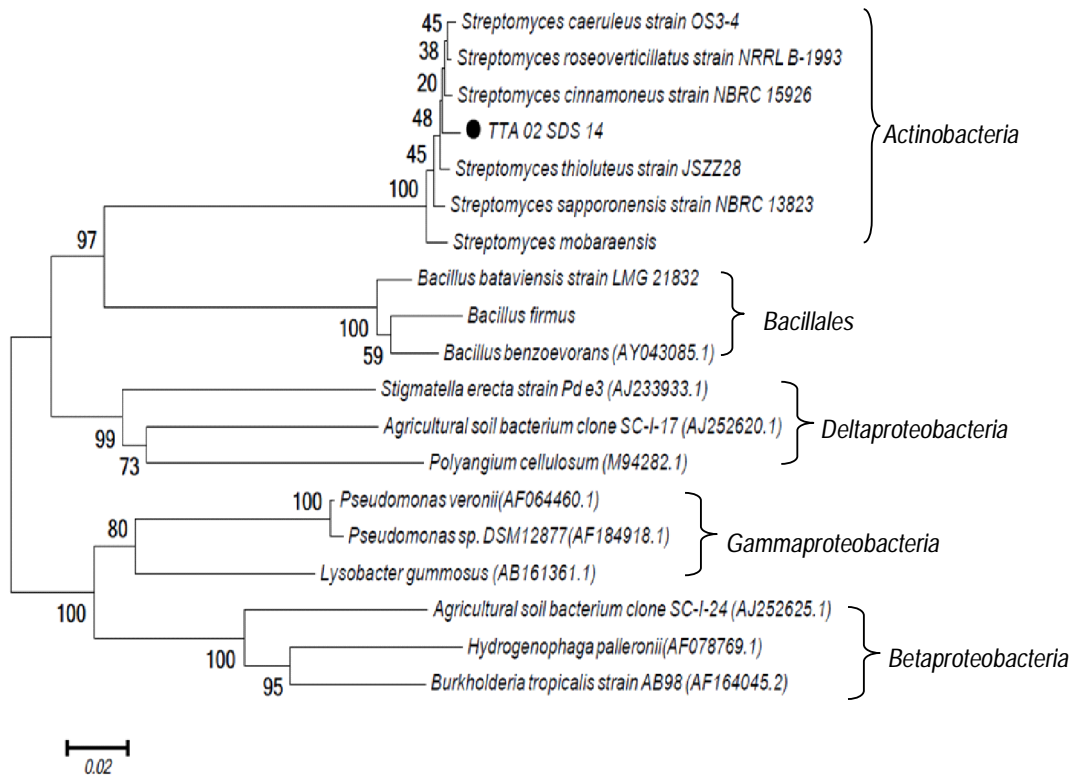 45
Streptomyces caeruleus strain OS3-4
38
Streptomyces roseoverticillatus strain NRRL B-1993
20
Streptomyces cinnamoneus strain NBRC 15926
48
TTA 02 SDS 14
Actinobacteria
45
Streptomyces thioluteus strain JSZZ28
100
Streptomyces sapporonensis strain NBRC 13823
97
Streptomyces mobaraensis
Bacillus bataviensis strain LMG 21832
Bacillus firmus
Bacillales
100
59
Bacillus benzoevorans (AY043085.1)
Stigmatella erecta strain Pd e3 (AJ233933.1)
99
Agricultural soil bacterium clone SC-I-17 (AJ252620.1)
Deltaproteobacteria
73
Polyangium cellulosum (M94282.1)
100
Pseudomonas veronii(AF064460.1)
80
Pseudomonas sp. DSM12877(AF184918.1)
Gammaproteobacteria
Lysobacter gummosus (AB161361.1)
100
Agricultural soil bacterium clone SC-I-24 (AJ252625.1)
100
Hydrogenophaga palleronii(AF078769.1)
Betaproteobacteria
95
Burkholderia tropicalis strain AB98 (AF164045.2)
0.02